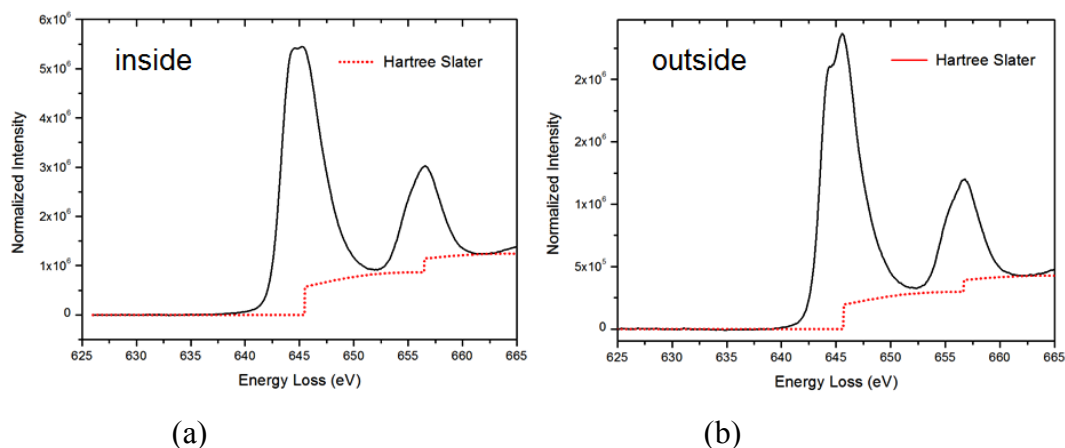 inside
Hartree Slater
6x10⁶
5x10⁶
4x10⁶
3x10⁶
2x10⁶
1x10⁶
0
Normalized Intensity
625 630 635 640 645 650 655 660 665
Energy Loss (eV)
(a)
outside
Hartree Slater
2x10⁶
2x10⁶
1x10⁶
5x10⁵
0
Normalized Intensity
625 630 635 640 645 650 655 660 665
Energy Loss (eV)
(b)